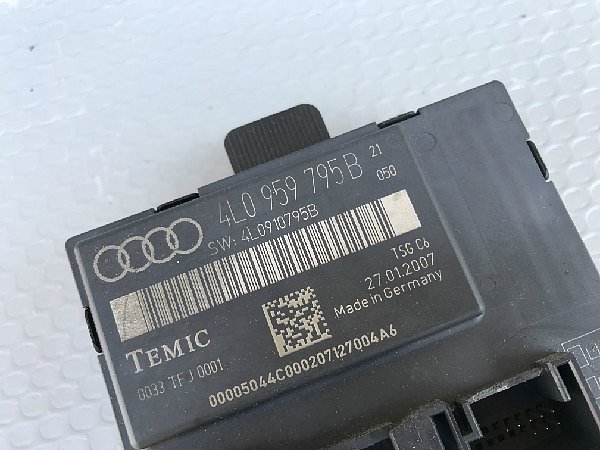 4L0 959 795B 21
050
SW: 4L0910795B
TSG C6
27.01.2007
Made in Germany
TEMIC
0033 TFJ 0001
00005044C000207127004A6